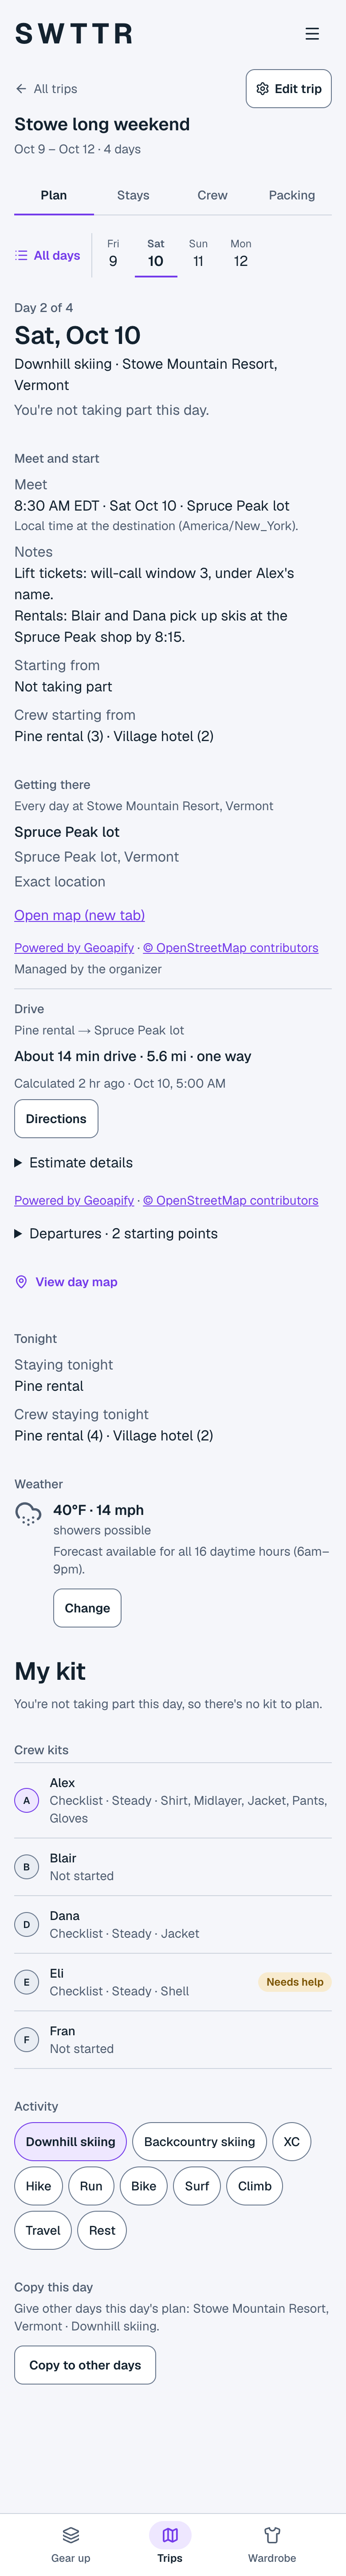 SWTTR
All trips
Edit trip
Stowe long weekend
Oct 9 – Oct 12 · 4 days
Plan
Stays
Crew
Packing
All days
Fri
9
Sat
10
Sun
11
Mon
12
Day 2 of 4
Sat, Oct 10
Downhill skiing · Stowe Mountain Resort,
Vermont
You're not taking part this day.
Meet and start
Meet
8:30 AM EDT · Sat Oct 10 · Spruce Peak lot
Local time at the destination (America/New_York).
Notes
Lift tickets: will-call window 3, under Alex's
name.
Rentals: Blair and Dana pick up skis at the
Spruce Peak shop by 8:15.
Starting from
Not taking part
Crew starting from
Pine rental (3) · Village hotel (2)
Getting there
Every day at Stowe Mountain Resort, Vermont
Spruce Peak lot
Spruce Peak lot, Vermont
Exact location
Open map (new tab)
Powered by Geoapify · © OpenStreetMap contributors
Managed by the organizer
Drive
Pine rental → Spruce Peak lot
About 14 min drive · 5.6 mi · one way
Calculated 2 hr ago · Oct 10, 5:00 AM
Directions
Estimate details
Powered by Geoapify · © OpenStreetMap contributors
Departures · 2 starting points
View day map
Tonight
Staying tonight
Pine rental
Crew staying tonight
Pine rental (4) · Village hotel (2)
Weather
40°F · 14 mph
showers possible
Forecast available for all 16 daytime hours (6am–
9pm).
Change
My kit
You're not taking part this day, so there's no kit to plan.
Crew kits
A
Alex
Checklist · Steady · Shirt, Midlayer, Jacket, Pants,
Gloves
B
Blair
Not started
D
Dana
Checklist · Steady · Jacket
E
Eli
Checklist · Steady · Shell
Needs help
F
Fran
Not started
Activity
Downhill skiing
Backcountry skiing
XC
Hike
Run
Bike
Surf
Climb
Travel
Rest
Copy this day
Give other days this day's plan: Stowe Mountain Resort,
Vermont · Downhill skiing.
Copy to other days
Gear up
Trips
Wardrobe